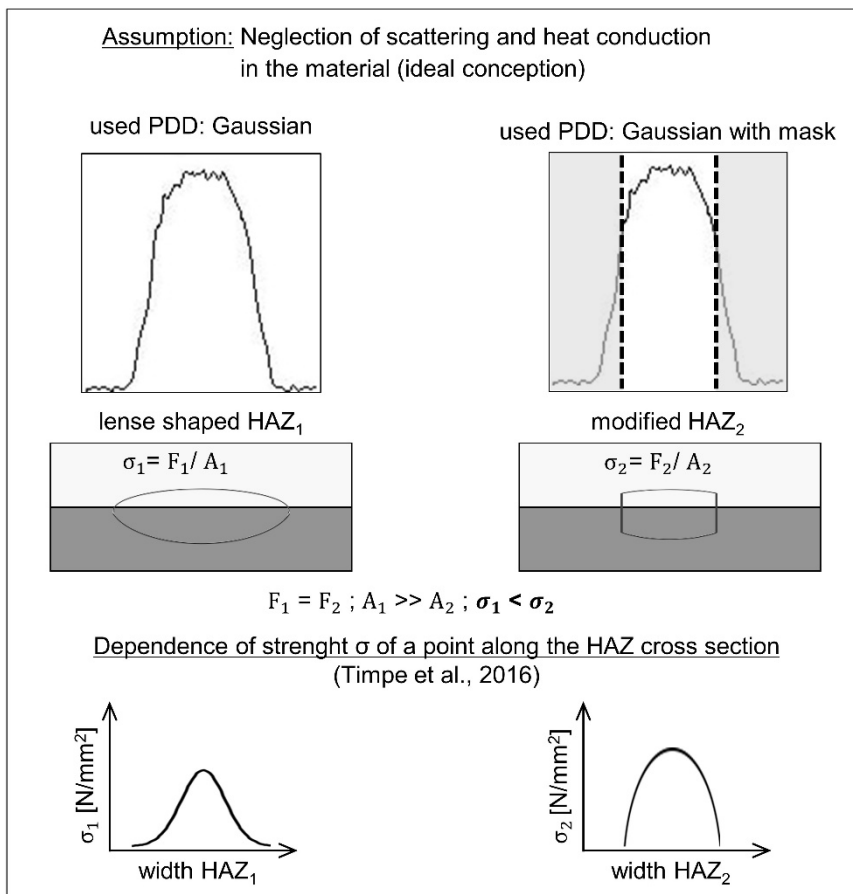 Assumption: Neglection of scattering and heat conduction
in the material (ideal conception)
used PDD: Gaussian
used PDD: Gaussian with mask
lense shaped HAZ₁
modified HAZ₂
σ₁= F₁/ A₁
σ₂= F₂/ A₂
F₁ = F₂ ; A₁ >> A₂ ; σ₁ < σ₂
Dependence of strenght σ of a point along the HAZ cross section
(Timpe et al., 2016)
σ₁ [N/mm²]
width HAZ₁
σ₂ [N/mm²]
width HAZ₂